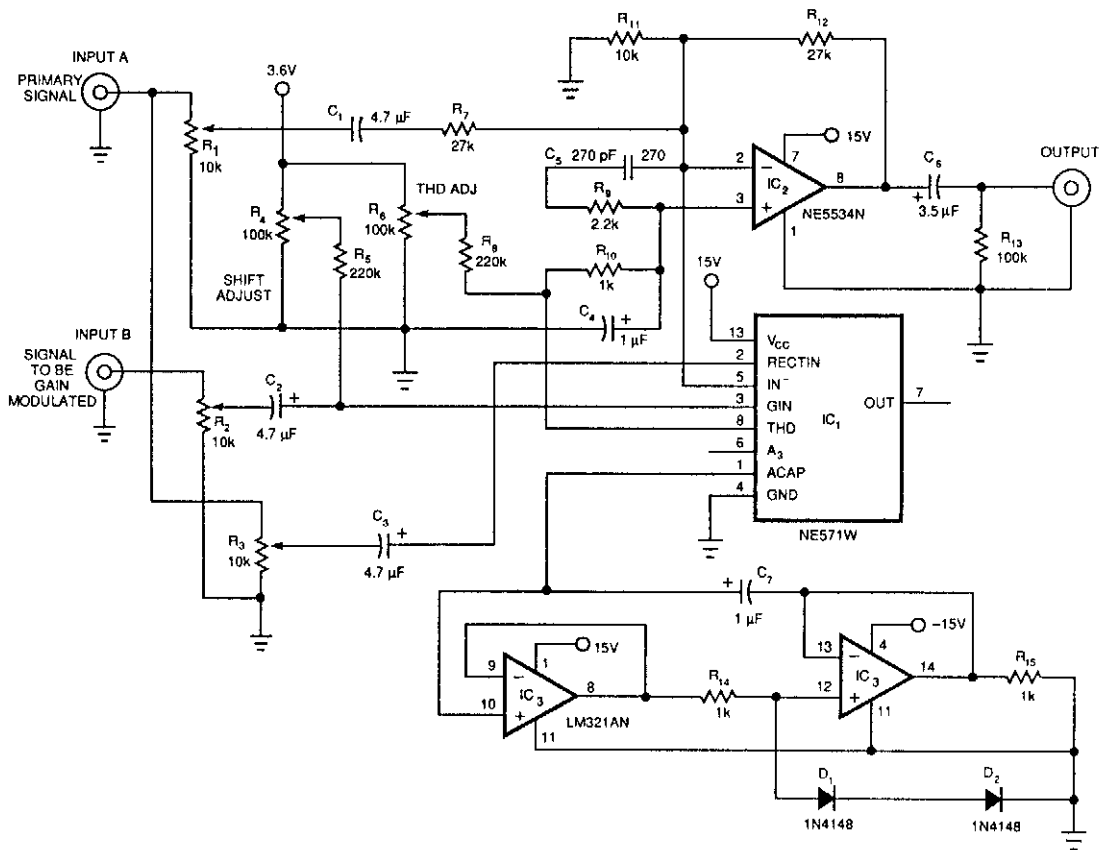 INPUT A
PRIMARY
SIGNAL
R1
10k
3.6V
C1
4.7 µF
R7
27k
R11
10k
R12
27k
C5
270 pF
270
R9
2.2k
THD ADJ
R4
100k
R6
100k
R5
220k
R8
220k
R10
1k
SHIFT
ADJUST
C4
+
1 µF
2
−
3
+
IC2
7
15V
8
1
NE5534N
C6
+
3.5 µF
R13
100k
OUTPUT
INPUT B
SIGNAL
TO BE
GAIN
MODULATED
R2
10k
C2
+
4.7 µF
R3
10k
C3
+
4.7 µF
15V
13 VCC
2 RECTIN
5 IN−
3 GIN
8 THD
6 A3
1 ACAP
4 GND
IC1
OUT
7
NE571W
+
C7
1 µF
9
−
10
+
IC3
1
15V
8
11
LM321AN
R14
1k
13
−
12
+
IC3
4
−15V
14
11
R15
1k
D1
1N4148
D2
1N4148